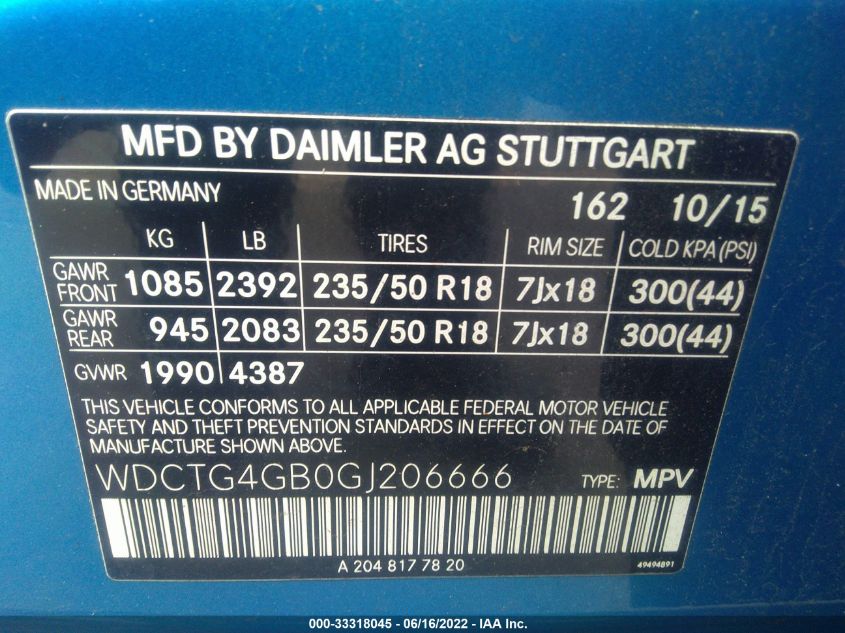 MFD BY DAIMLER AG STUTTGART
MADE IN GERMANY 162 10/15
KG LB TIRES RIM SIZE COLD KPA (PSI)
GAWR FRONT 1085 2392 235/50 R18 7Jx18 300(44)
GAWR REAR 945 2083 235/50 R18 7Jx18 300(44)
GVWR 1990 4387
THIS VEHICLE CONFORMS TO ALL APPLICABLE FEDERAL MOTOR VEHICLE
SAFETY AND THEFT PREVENTION STANDARDS IN EFFECT ON THE DATE OF
MANUFACTURE SHOWN ABOVE.
WDCTG4GB0GJ206666 TYPE: MPV
A 204 817 78 20 49494891
000-33318045 - 06/16/2022 - IAA Inc.